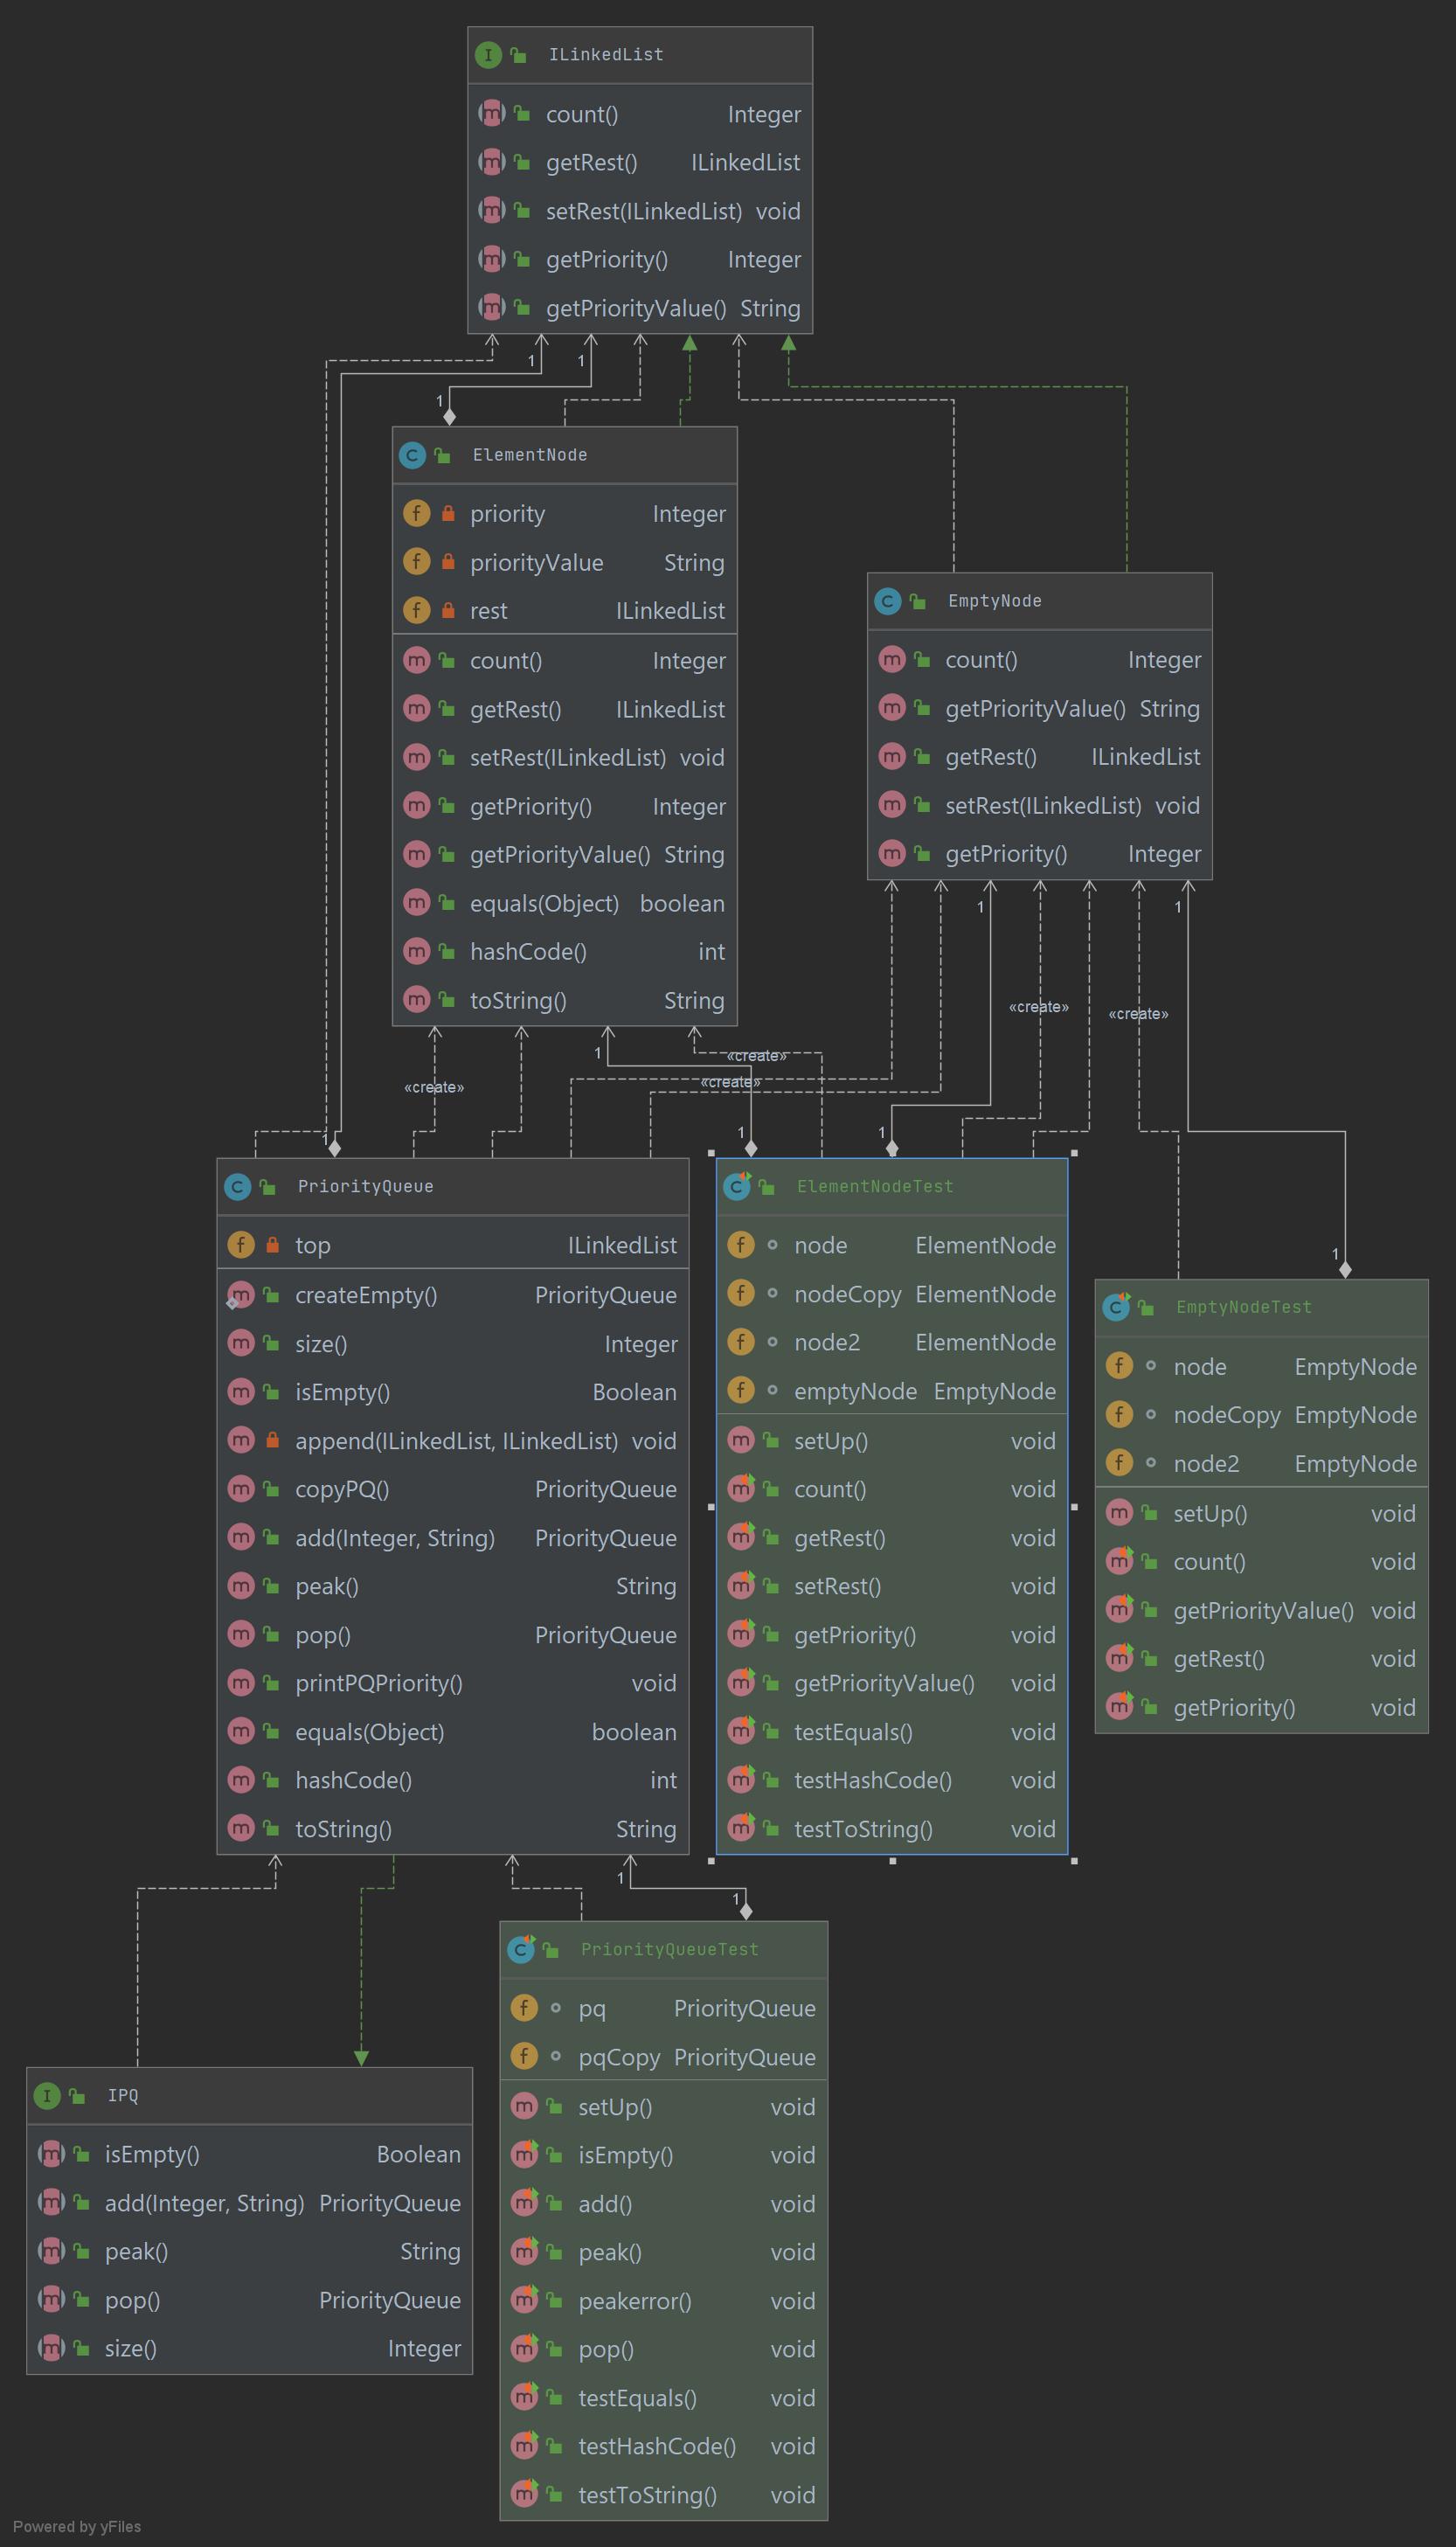 ILinkedList
count() Integer
getRest() ILinkedList
setRest(ILinkedList) void
getPriority() Integer
getPriorityValue() String
1 1
1
ElementNode
priority Integer
priorityValue String
rest ILinkedList
count() Integer
getRest() ILinkedList
setRest(ILinkedList) void
getPriority() Integer
getPriorityValue() String
equals(Object) boolean
hashCode() int
toString() String
EmptyNode
count() Integer
getPriorityValue() String
getRest() ILinkedList
setRest(ILinkedList) void
getPriority() Integer
1 1
«create» «create»
1 «create»
«create» «create»
1 1 1
PriorityQueue
top ILinkedList
createEmpty() PriorityQueue
size() Integer
isEmpty() Boolean
append(ILinkedList, ILinkedList) void
copyPQ() PriorityQueue
add(Integer, String) PriorityQueue
peak() String
pop() PriorityQueue
printPQPriority() void
equals(Object) boolean
hashCode() int
toString() String
ElementNodeTest
node ElementNode
nodeCopy ElementNode
node2 ElementNode
emptyNode EmptyNode
setUp() void
count() void
getRest() void
setRest() void
getPriority() void
getPriorityValue() void
testEquals() void
testHashCode() void
testToString() void
1
EmptyNodeTest
node EmptyNode
nodeCopy EmptyNode
node2 EmptyNode
setUp() void
count() void
getPriorityValue() void
getRest() void
getPriority() void
1
1
PriorityQueueTest
pq PriorityQueue
pqCopy PriorityQueue
setUp() void
isEmpty() void
add() void
peak() void
peakerror() void
pop() void
testEquals() void
testHashCode() void
testToString() void
IPQ
isEmpty() Boolean
add(Integer, String) PriorityQueue
peak() String
pop() PriorityQueue
size() Integer
Powered by yFiles